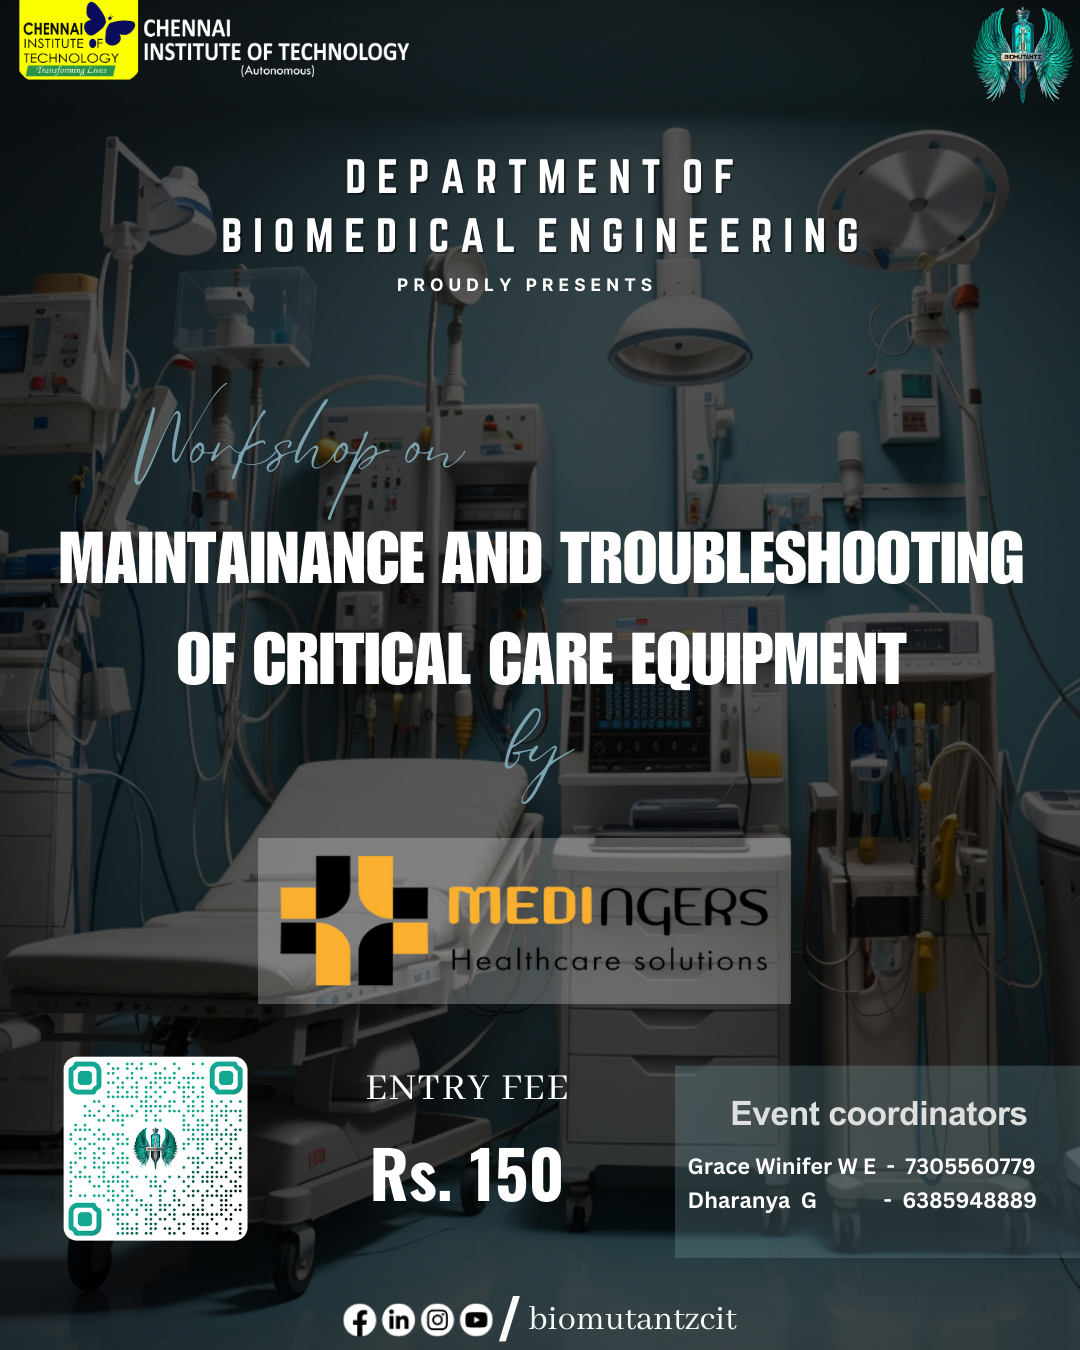 CHENNAI
INSTITUTE OF
TECHNOLOGY
Transforming Lives
CHENNAI
INSTITUTE OF TECHNOLOGY
(Autonomous)
BIOMUTANTZ
DEPARTMENT OF
BIOMEDICAL ENGINEERING
PROUDLY PRESENTS
Workshop on
MAINTAINANCE AND TROUBLESHOOTING
OF CRITICAL CARE EQUIPMENT
by
MEDINGERS
Healthcare solutions
ENTRY FEE
Rs. 150
Event coordinators
Grace Winifer W E - 7305560779
Dharanya G - 6385948889
/ biomutantzcit